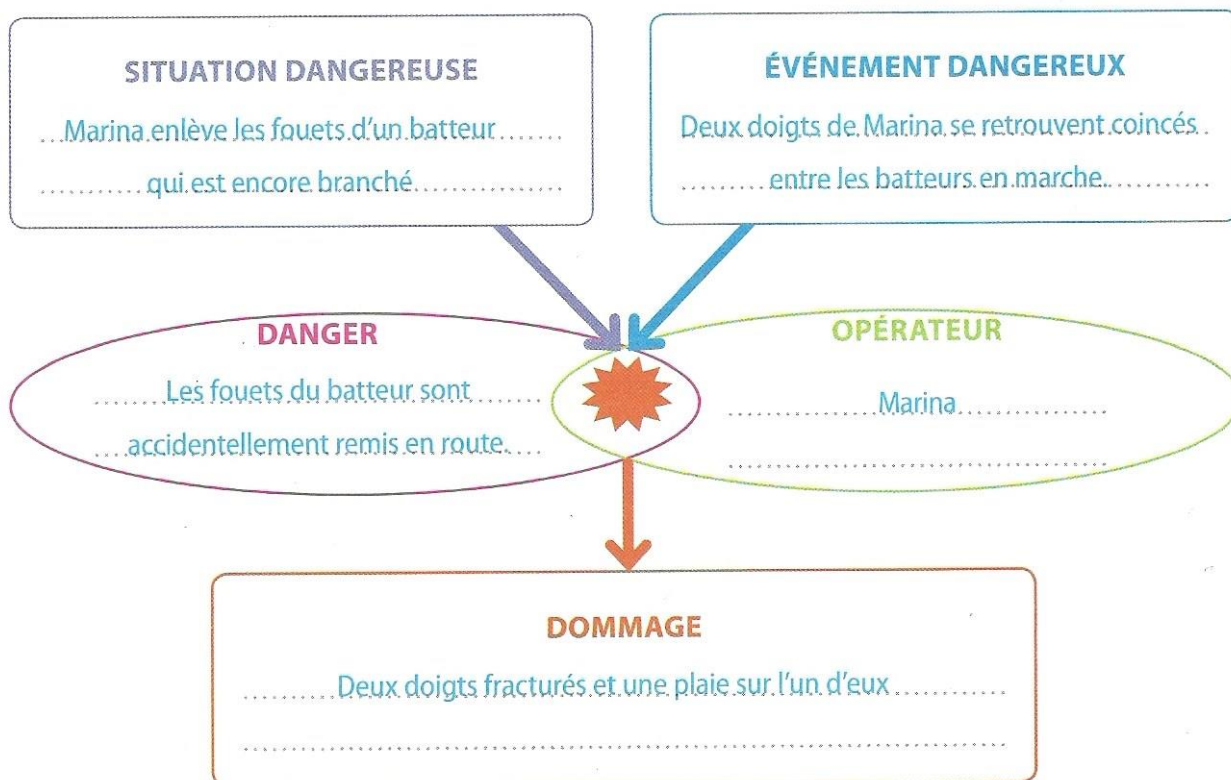 SITUATION DANGEREUSE
Marina enlève les fouets d'un batteur
qui est encore branché
ÉVÉNEMENT DANGEREUX
Deux doigts de Marina se retrouvent coincés
entre les batteurs en marche.
DANGER
Les fouets du batteur sont
accidentellement remis en route.
OPÉRATEUR
Marina
DOMMAGE
Deux doigts fracturés et une plaie sur l'un d'eux